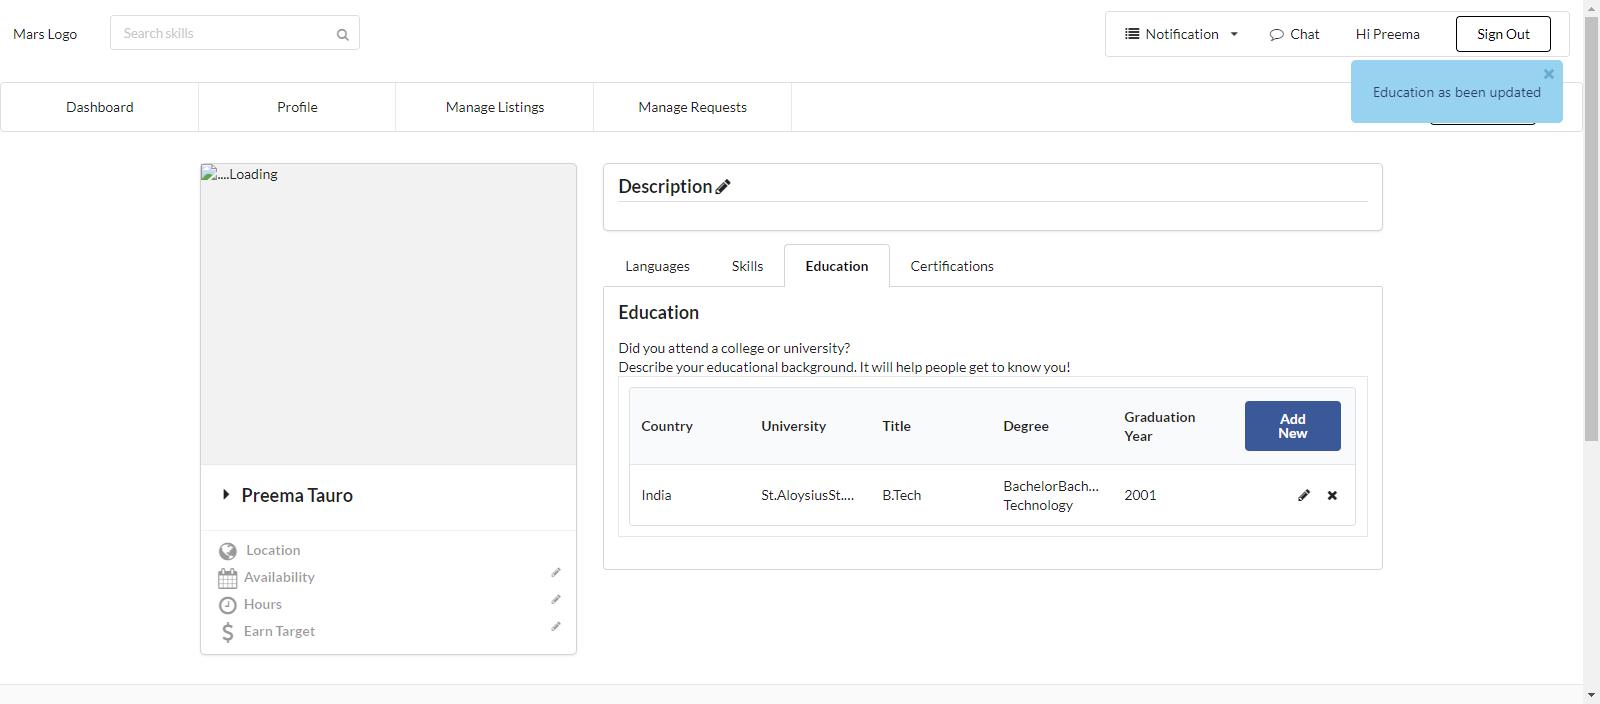 Mars Logo
Search skills
Notification
Chat
Hi Preema
Sign Out
Education as been updated
Dashboard
Profile
Manage Listings
Manage Requests
....Loading
Preema Tauro
Location
Availability
Hours
Earn Target
Description
Languages
Skills
Education
Certifications
Education
Did you attend a college or university?
Describe your educational background. It will help people get to know you!
Country
University
Title
Degree
Graduation
Year
Add
New
India
St.AloysiusSt....
B.Tech
BachelorBach...
Technology
2001